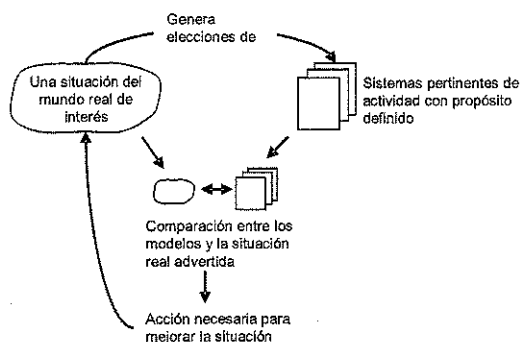 Genera
elecciones de
Una situación del
mundo real de
interés
Sistemas pertinentes de
actividad con propósito
definido
Comparación entre los
modelos y la situación
real advertida
Acción necesaria para
mejorar la situación